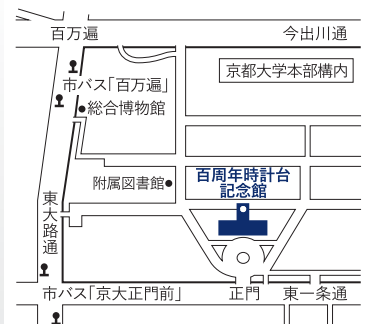 百万遍
今出川通
京都大学本部構内
市バス「百万遍」
総合博物館
百周年時計台
記念館
附属図書館
東大路通
市バス「京大正門前」
正門
東一条通